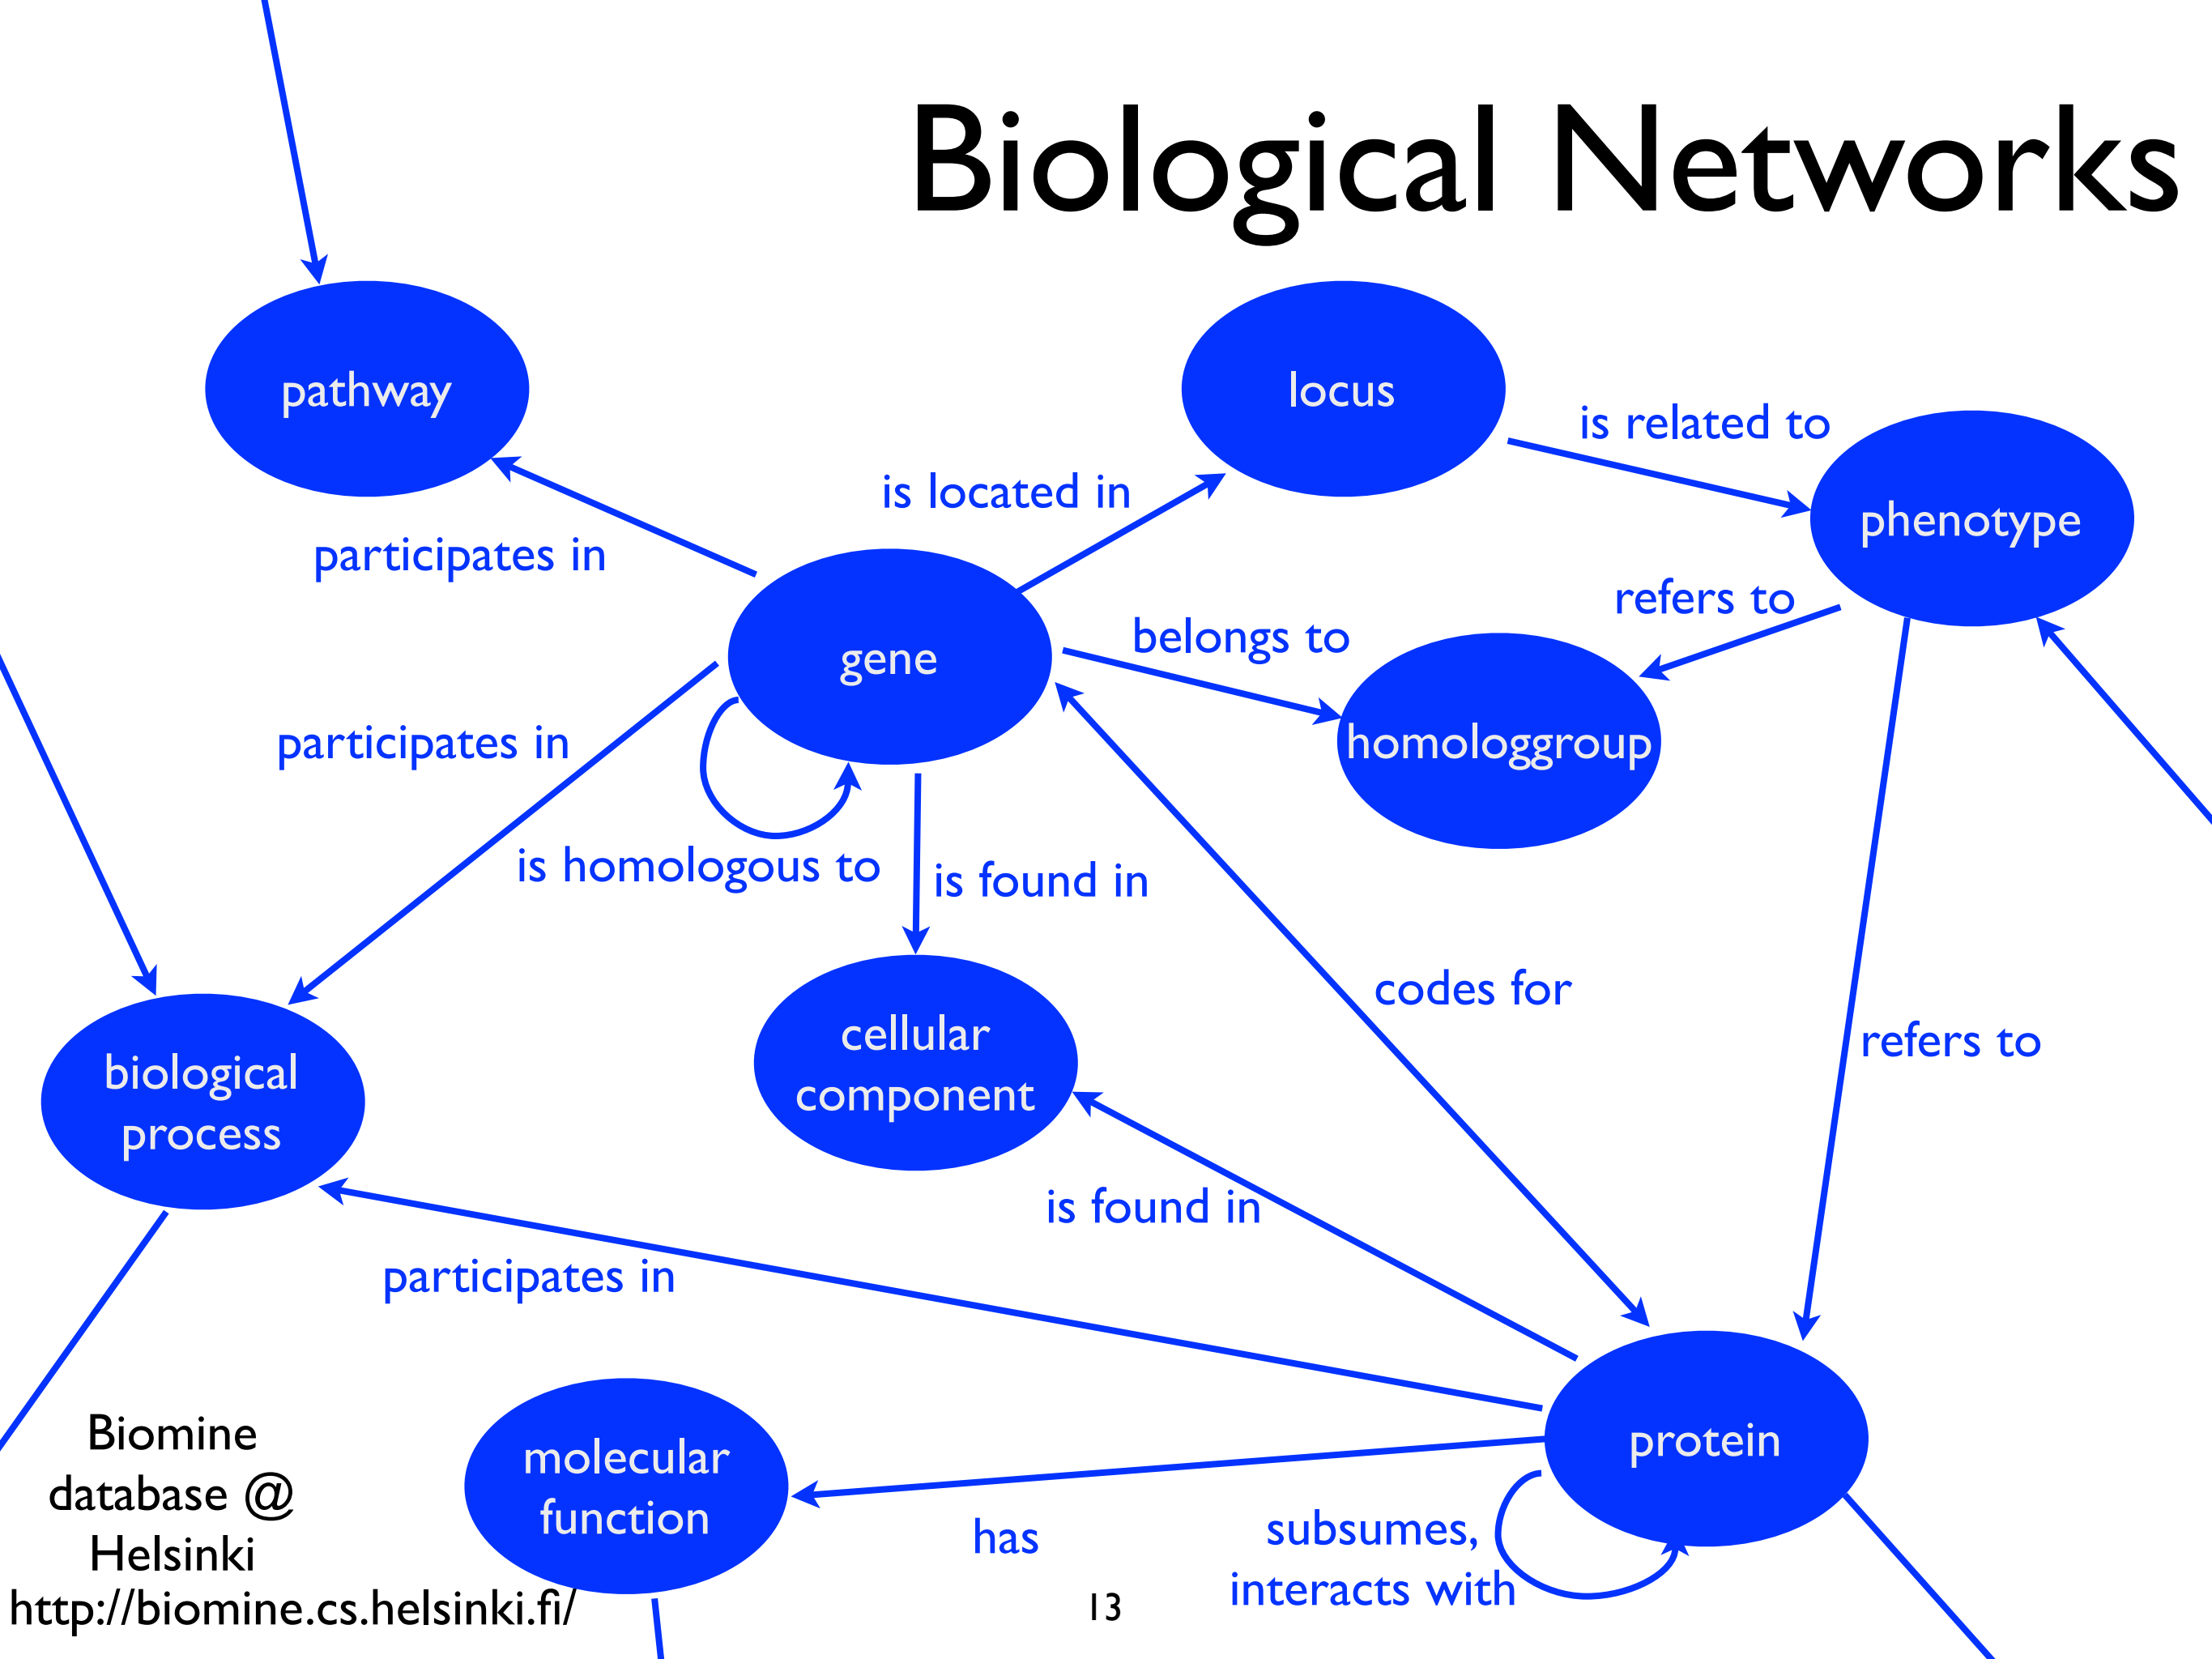 Biological Networks
pathway
locus
is related to
phenotype
is located in
participates in
refers to
belongs to
gene
homologgroup
participates in
is homologous to
is found in
codes for
cellular
component
refers to
biological
process
is found in
participates in
protein
molecular
function
has
subsumes,
interacts with
Biomine
database @
Helsinki
http://biomine.cs.helsinki.fi/
13